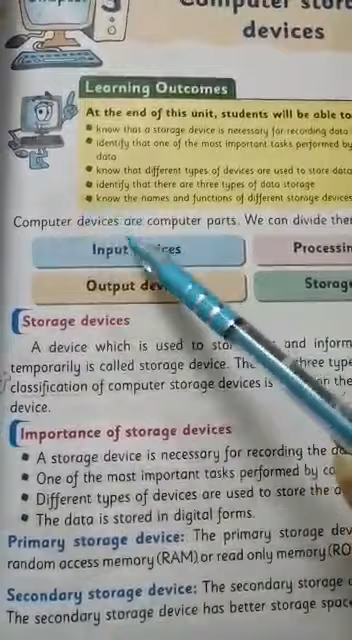 3
Computer stor
devices
Learning Outcomes
At the end of this unit, students will be able to
• know that a storage device is necessary for recording data
• identify that one of the most important tasks performed by
data
• know that different types of devices are used to store data
• identify that there are three types of data storage
• know the names and functions of different storage devices
Computer devices are computer parts. We can divide the
Input Processin
Output Storag
Storage devices
A device which is used to and inform
temporarily is called storage device. three type
classification of computer storage devices is the
device.
Importance of storage devices
• A storage device is necessary for recording the
• One of the most important tasks performed by
• Different types of devices are used to store the
• The data is stored in digital forms.
Primary storage device: The primary storage dev
random access memory (RAM) or read only memory (RO
Secondary storage device: The secondary storage
The secondary storage device has better storage space